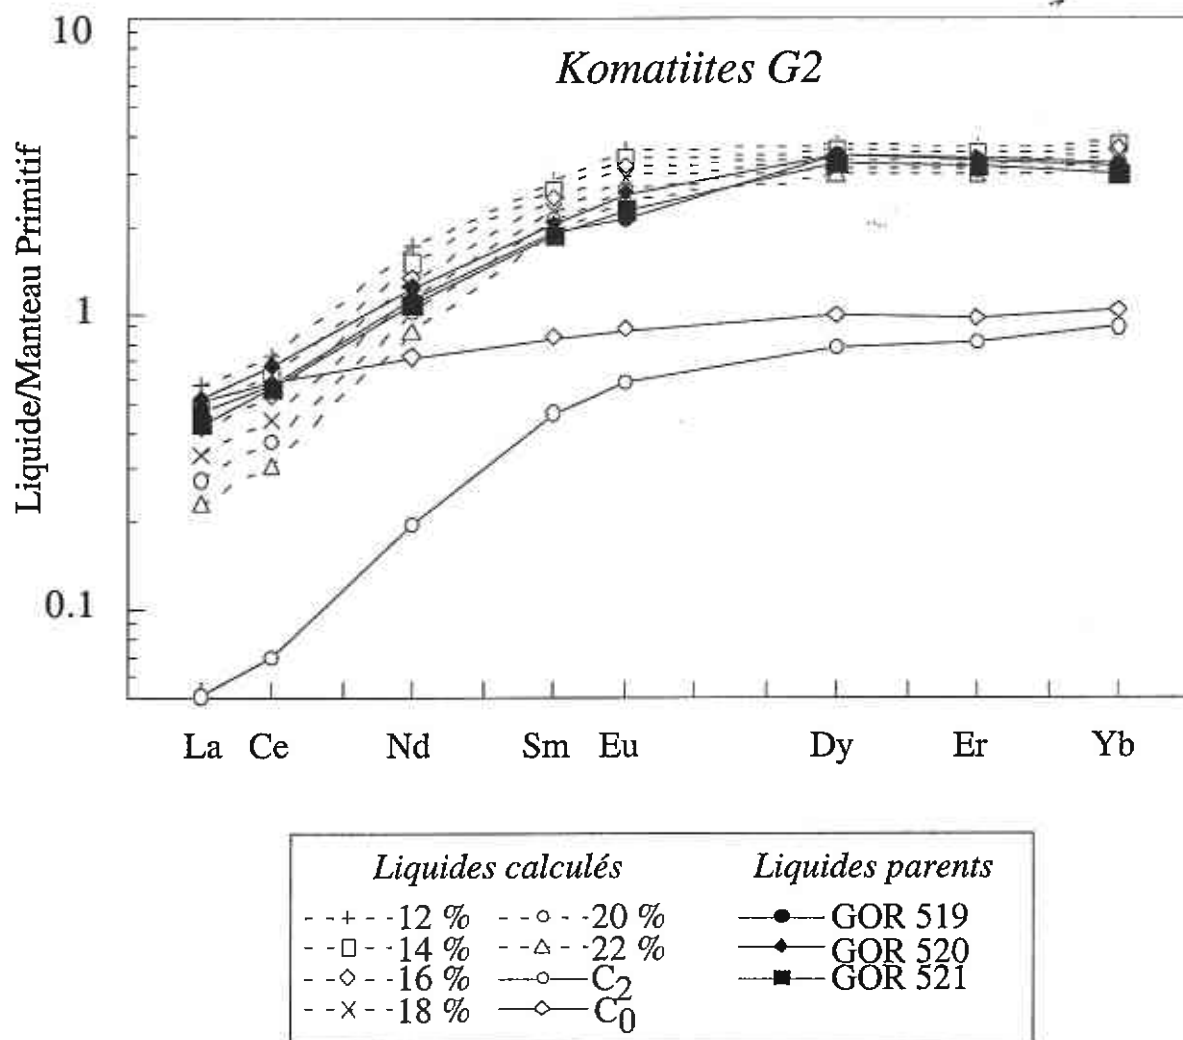 10
Komatiites G2
Liquide/Manteau Primitif
1
0.1
La Ce Nd Sm Eu Dy Er Yb
Liquides calculés Liquides parents
12 % 20 % GOR 519
14 % 22 % GOR 520
16 % C2 GOR 521
18 % C0